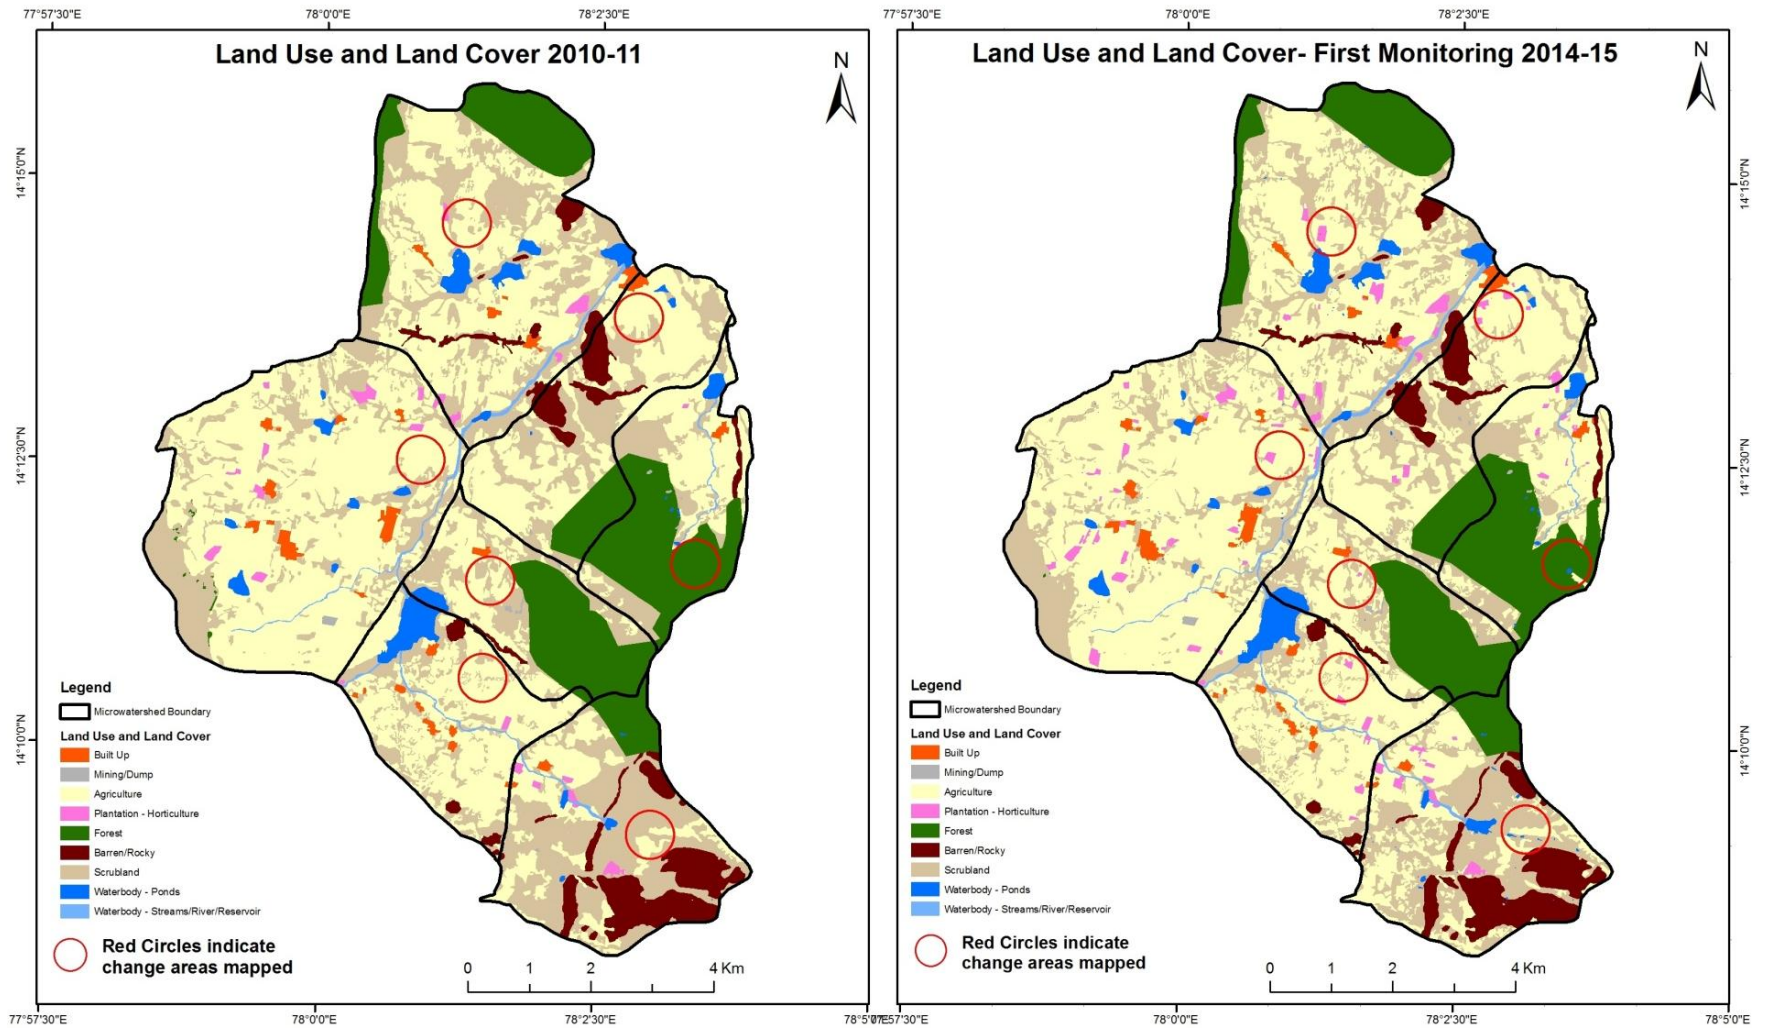 77°57'30"E 78°0'0"E 78°2'30"E
Land Use and Land Cover 2010-11
N
14°15'0"N
14°12'30"N
14°10'0"N
Legend
Microwatershed Boundary
Land Use and Land Cover
Built Up
Mining/Dump
Agriculture
Plantation - Horticulture
Forest
Barren/Rocky
Scrubland
Waterbody - Ponds
Waterbody - Streams/River/Reservoir
Red Circles indicate
change areas mapped
0 1 2 4 Km
77°57'30"E 78°0'0"E 78°2'30"E
77°57'30"E 78°0'0"E 78°2'30"E
Land Use and Land Cover- First Monitoring 2014-15
N
14°15'0"N
14°12'30"N
14°10'0"N
Legend
Microwatershed Boundary
Land Use and Land Cover
Built Up
Mining/Dump
Agriculture
Plantation - Horticulture
Forest
Barren/Rocky
Scrubland
Waterbody - Ponds
Waterbody - Streams/River/Reservoir
Red Circles indicate
change areas mapped
0 1 2 4 Km
78°0'0"E 78°2'30"E 78°5'0"E